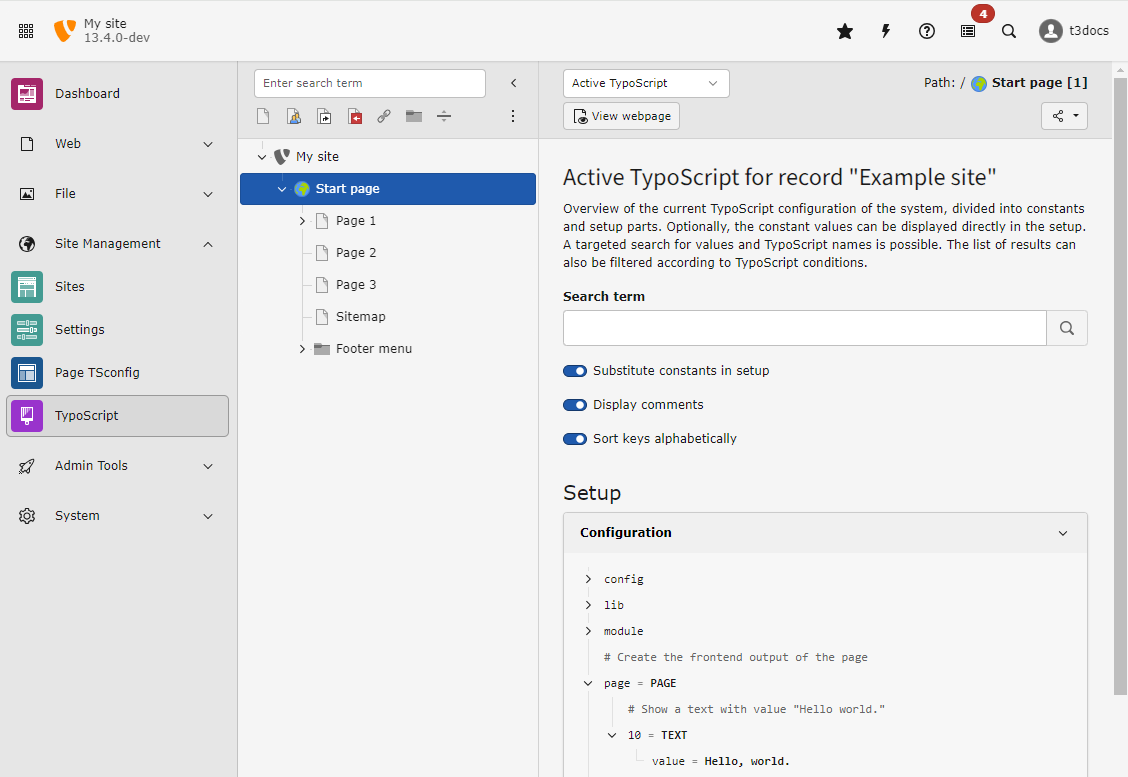 My site
13.4.0-dev
4
t3docs
Dashboard
Web
File
Site Management
Sites
Settings
Page TSconfig
TypoScript
Admin Tools
System
Enter search term
My site
Start page
Page 1
Page 2
Page 3
Sitemap
Footer menu
Active TypoScript
Path: / Start page [1]
View webpage
Active TypoScript for record "Example site"
Overview of the current TypoScript configuration of the system, divided into constants
and setup parts. Optionally, the constant values can be displayed directly in the setup.
A targeted search for values and TypoScript names is possible. The list of results can
also be filtered according to TypoScript conditions.
Search term
Substitute constants in setup
Display comments
Sort keys alphabetically
Setup
Configuration
config
lib
module
# Create the frontend output of the page
page = PAGE
# Show a text with value "Hello world."
10 = TEXT
value = Hello, world.